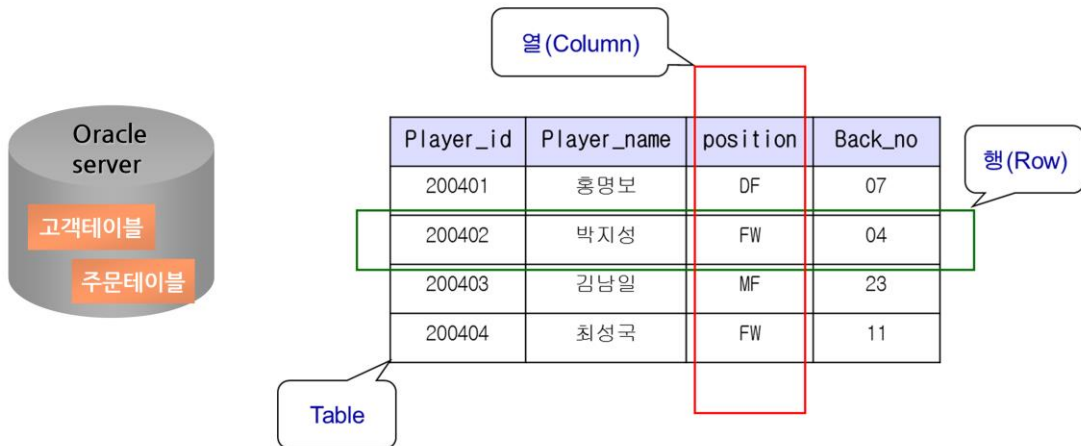 열(Column)
Oracle
server
고객테이블
주문테이블
Player_id Player_name position Back_no
200401 홍명보 DF 07
200402 박지성 FW 04
200403 김남일 MF 23
200404 최성국 FW 11
행(Row)
Table